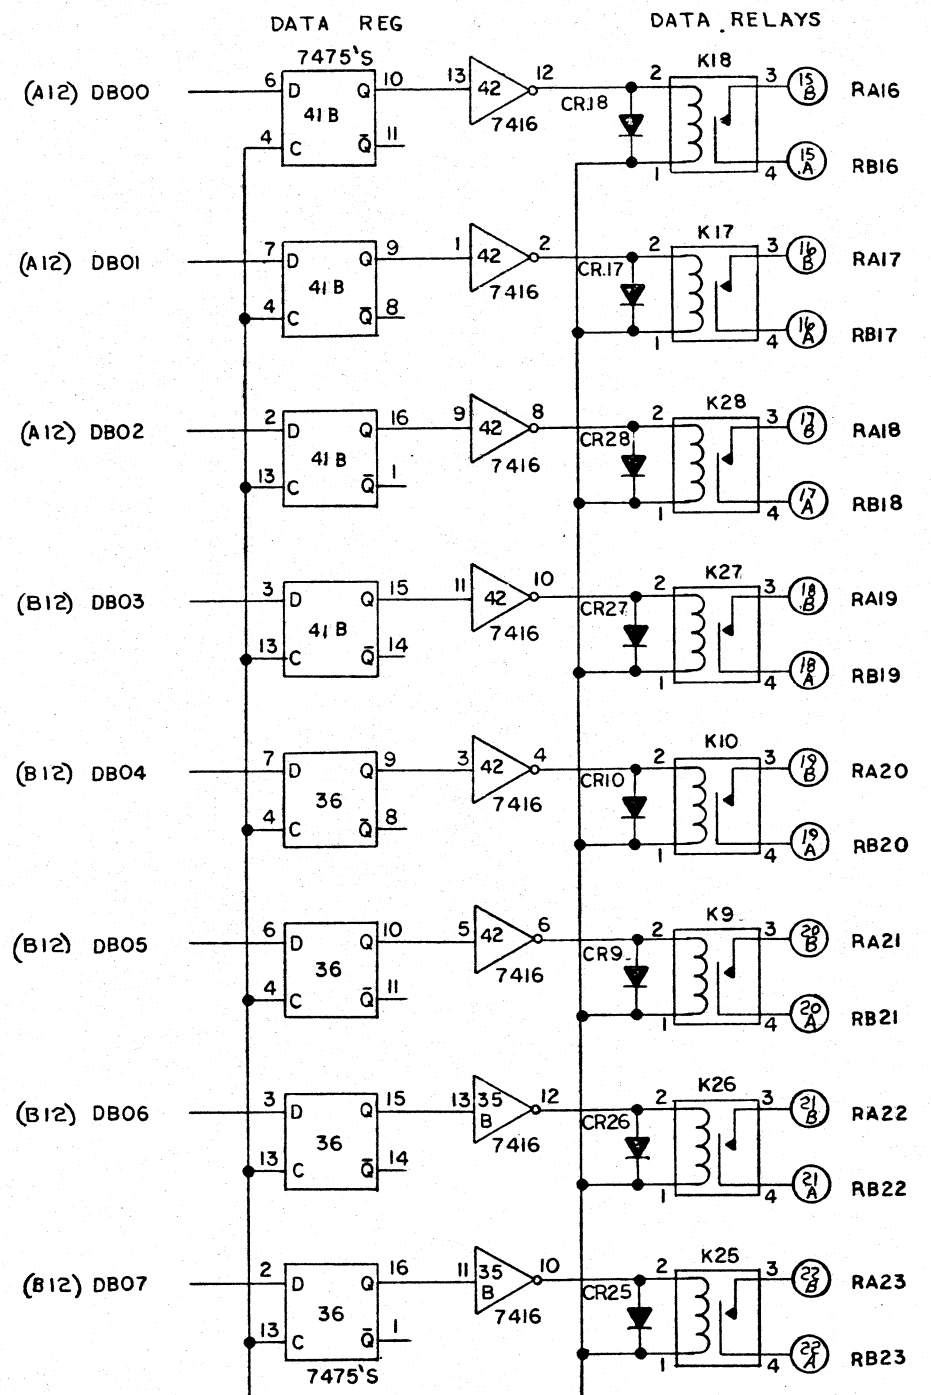 DATA REG DATA RELAYS
7475'S
(A12) DB00 6 D Q 10 13 42 12 2 K18 3 15 B RA16
41B 7416 CR18
4 C Q̄ 11 1 4 15 A RB16
(A12) DB01 7 D Q 9 1 42 2 2 K17 3 16 B RA17
41B 7416 CR17
4 C Q̄ 8 1 4 16 A RB17
(A12) DB02 2 D Q 16 9 42 8 2 K28 3 17 B RA18
41B 7416 CR28
13 C Q̄ 1 1 4 17 A RB18
(B12) DB03 3 D Q 15 11 42 10 2 K27 3 18 B RA19
41B 7416 CR27
13 C Q̄ 14 1 4 18 A RB19
(B12) DB04 7 D Q 9 3 42 4 2 K10 3 19 B RA20
36 7416 CR10
4 C Q̄ 8 1 4 19 A RB20
(B12) DB05 6 D Q 10 5 42 6 2 K9 3 20 B RA21
36 7416 CR9
4 C Q̄ 11 1 4 20 A RB21
(B12) DB06 3 D Q 15 13 35 B 12 2 K26 3 21 B RA22
36 7416 CR26
13 C Q̄ 14 1 4 21 A RB22
(B12) DB07 2 D Q 16 11 35 B 10 2 K25 3 22 B RA23
36 7416 CR25
13 C Q̄ 1 1 4 22 A RB23
7475'S